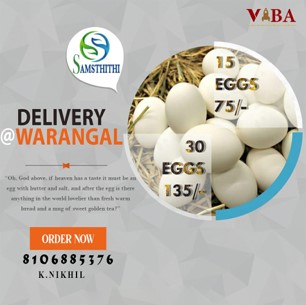 VIBA
SAMSTHITHI
15
EGGS
75/-
DELIVERY
@WARANGAL
30
EGGS
135/-
"Oh, God above, if heaven has a taste it must be an
egg with butter and salt, and after the egg is there
anything in the world lovelier than fresh warm
bread and a mug of sweet golden tea?"
ORDER NOW
8106885376
K.NIKHIL